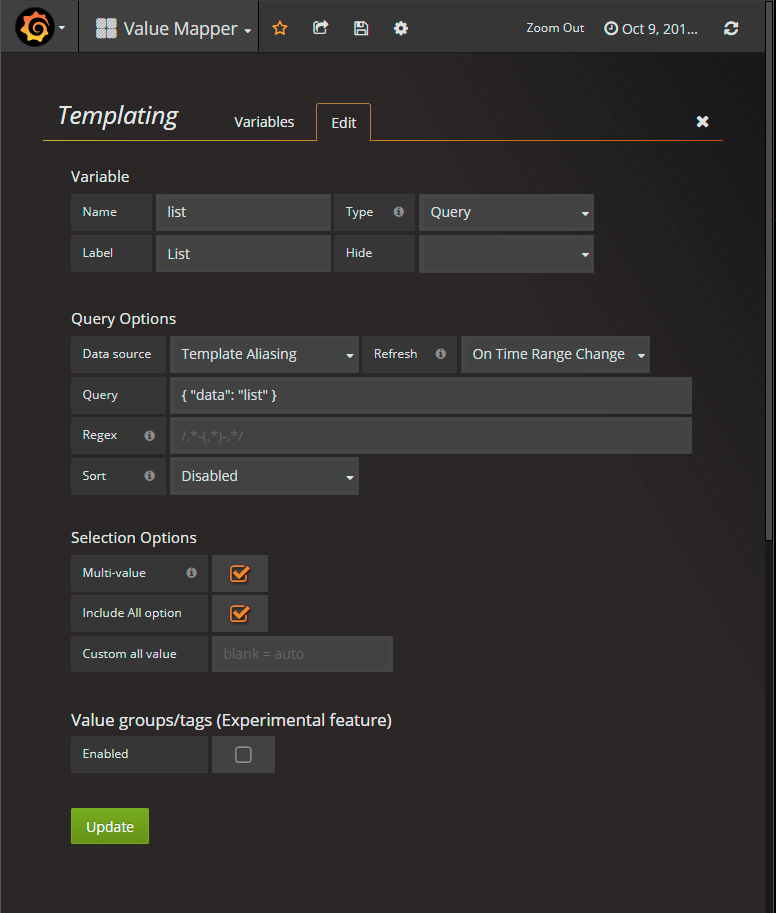 Value Mapper Zoom Out Oct 9, 201...
Templating Variables Edit
Variable
Name list Type Query
Label List Hide
Query Options
Data source Template Aliasing Refresh On Time Range Change
Query { "data": "list" }
Regex /.*-(.*)-.*/
Sort Disabled
Selection Options
Multi-value
Include All option
Custom all value blank = auto
Value groups/tags (Experimental feature)
Enabled
Update